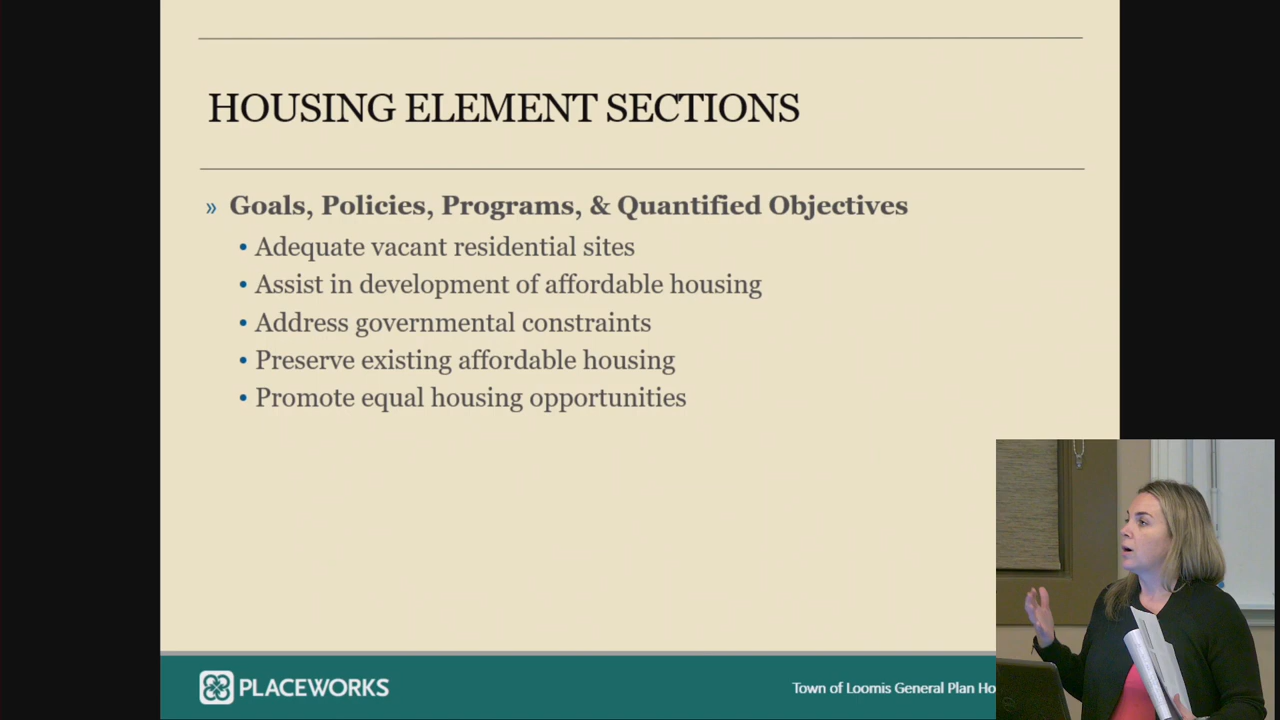 HOUSING ELEMENT SECTIONS
» Goals, Policies, Programs, & Quantified Objectives
• Adequate vacant residential sites
• Assist in development of affordable housing
• Address governmental constraints
• Preserve existing affordable housing
• Promote equal housing opportunities
PLACEWORKS
Town of Loomis General Plan Ho